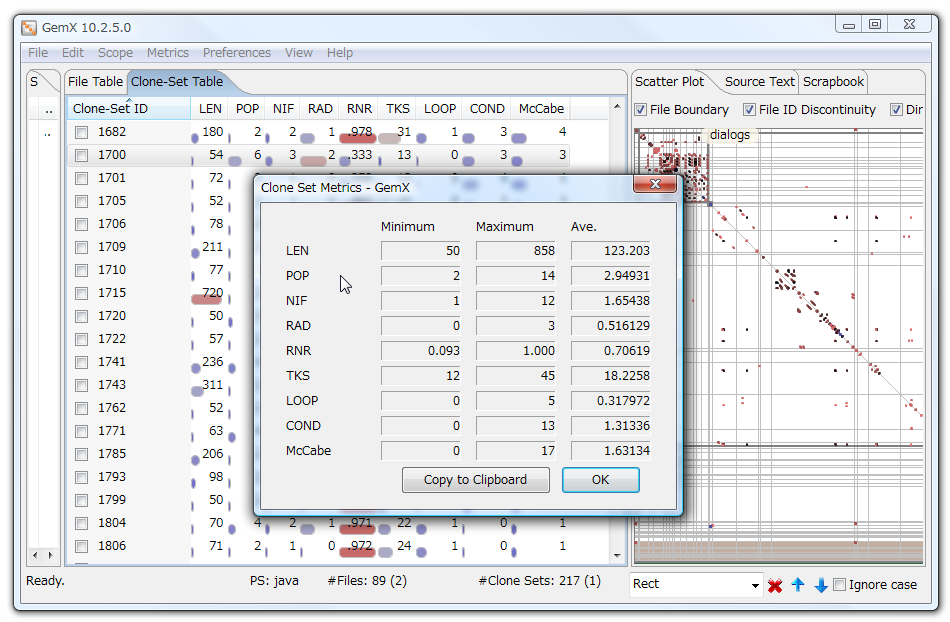 GemX 10.2.5.0
File Edit Scope Metrics Preferences View Help
S File Table Clone-Set Table Scatter Plot Source Text Scrapbook
.. Clone-Set ID LEN POP NIF RAD RNR TKS LOOP COND McCabe File Boundary File ID Discontinuity Dir
.. 1682 180 2 2 1 .978 31 1 3 4 dialogs
1700 54 6 3 2 .333 13 0 3 3
1701 72
1705 52
1706 78
1709 211
1710 77
1715 720
1720 50
1722 57
1741 236
1743 311
1762 52
1771 63
1785 206
1793 98
1799 50
1804 70 4 2 1 .971 22 1 0 1
1806 71 2 1 0 .972 24 1 0 1
Clone Set Metrics - GemX
Minimum Maximum Ave.
LEN 50 858 123.203
POP 2 14 2.94931
NIF 1 12 1.65438
RAD 0 3 0.516129
RNR 0.093 1.000 0.70619
TKS 12 45 18.2258
LOOP 0 5 0.317972
COND 0 13 1.31336
McCabe 0 17 1.63134
Copy to Clipboard OK
Ready. PS: java #Files: 89 (2) #Clone Sets: 217 (1) Rect Ignore case